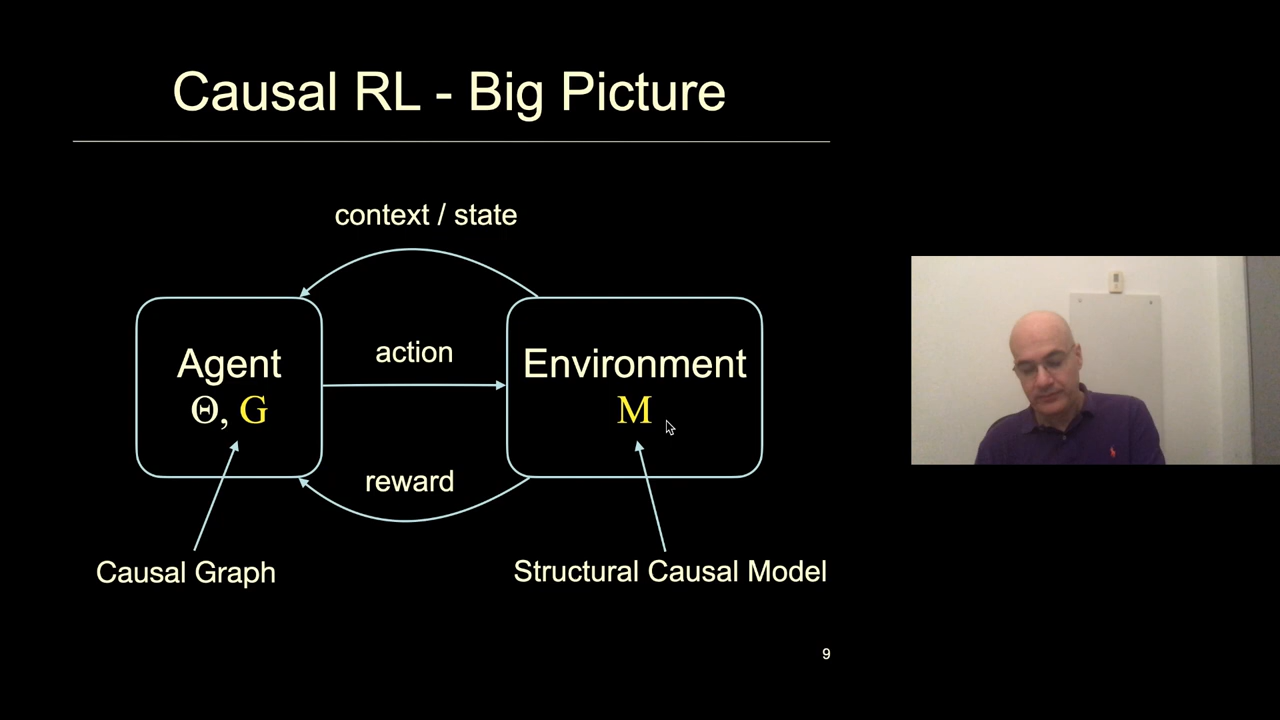 Causal RL - Big Picture
context / state
Agent
Θ, G
action
Environment
M
reward
Causal Graph
Structural Causal Model
9